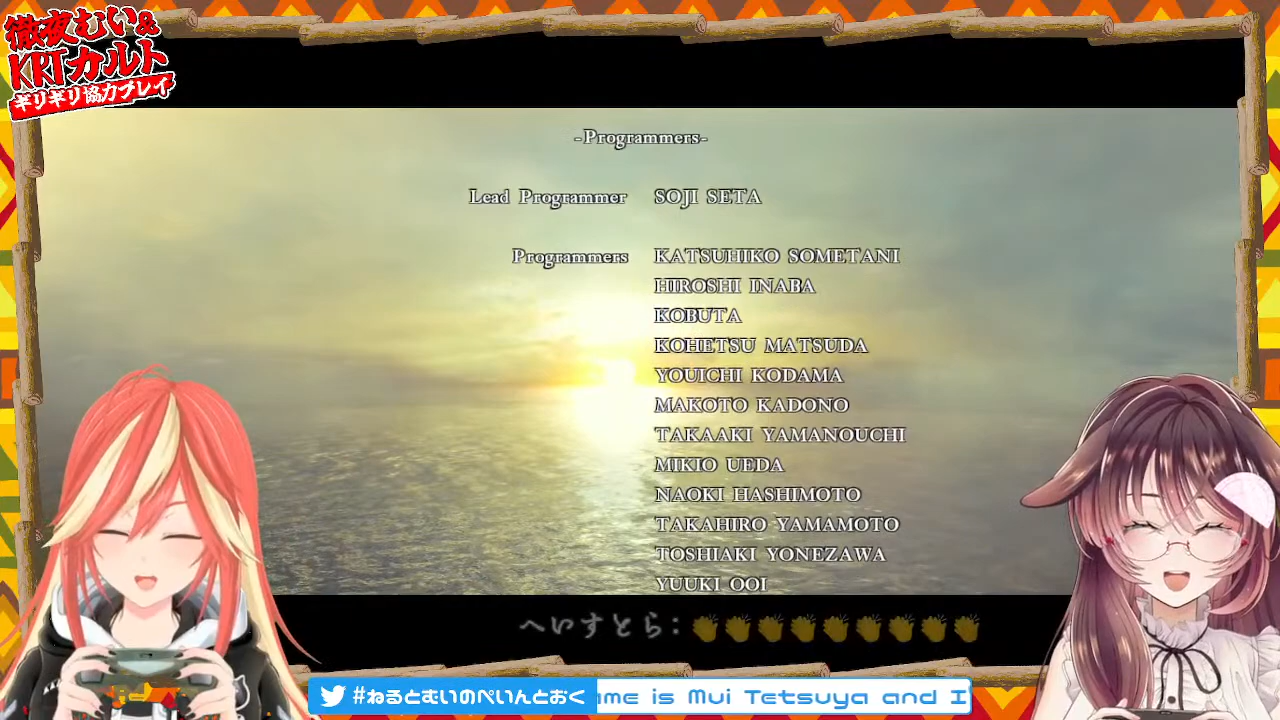 徹夜むい&
KRTカルト
ギリギリ協力プレイ
-Programmers-
Lead Programmer SOJI SETA
Programmers KATSUHIKO SOMETANI
HIROSHI INABA
KOBUTA
KOHETSU MATSUDA
YOUICHI KODAMA
MAKOTO KADONO
TAKAAKI YAMANOUCHI
MIKIO UEDA
NAOKI HASHIMOTO
TAKAHIRO YAMAMOTO
TOSHIAKI YONEZAWA
YUUKI OOI
へいすとら:👏👏👏👏👏👏👏👏👏
#ねるとむいのぺいんとおく me is Mui Tetsuya and I